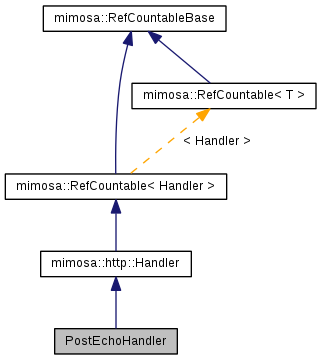 mimosa::RefCountableBase
mimosa::RefCountable< T >
< Handler >
mimosa::RefCountable< Handler >
mimosa::http::Handler
PostEchoHandler